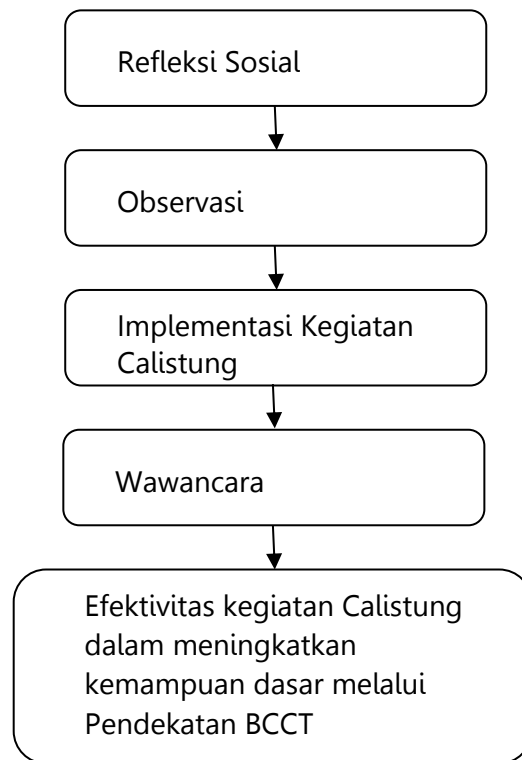 Refleksi Sosial
Observasi
Implementasi Kegiatan
Calistung
Wawancara
Efektivitas kegiatan Calistung
dalam meningkatkan
kemampuan dasar melalui
Pendekatan BCCT